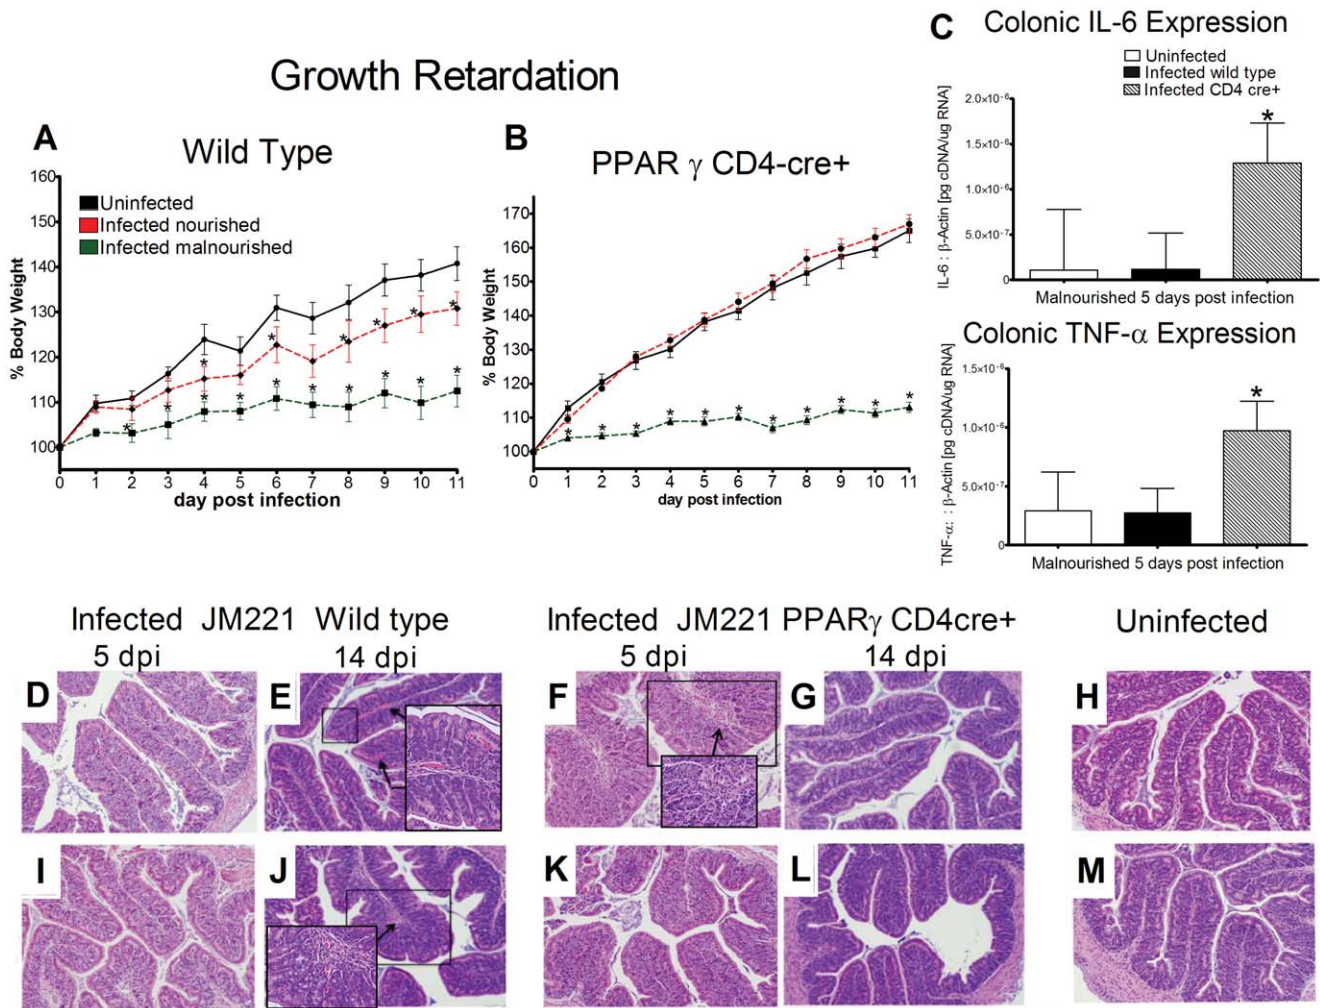 Growth Retardation
A
Wild Type
160
150
140
130
120
110
100
% Body Weight
Uninfected
Infected nourished
Infected malnourished
* * * * * * *
* * * * * * * * * *
0 1 2 3 4 5 6 7 8 9 10 11
day post infection
B
PPAR γ CD4-cre+
170
160
150
140
130
120
110
100
% Body Weight
* * * * * * * * * * *
0 1 2 3 4 5 6 7 8 9 10 11
day post infection
C
Colonic IL-6 Expression
Uninfected
Infected wild type
Infected CD4 cre+
IL-6 : β-Actin [pg cDNA/ug RNA]
2.0×10⁻⁶
1.5×10⁻⁶
1.0×10⁻⁶
5.0×10⁻⁷
0
*
Malnourished 5 days post infection
Colonic TNF-α Expression
TNF-α: : β-Actin [pg cDNA/ug RNA]
1.5×10⁻⁶
1.0×10⁻⁶
5.0×10⁻⁷
0
*
Malnourished 5 days post infection
Infected JM221 Wild type
5 dpi 14 dpi
Infected JM221 PPARγ CD4cre+
5 dpi 14 dpi
Uninfected
D E F G H
I J K L M